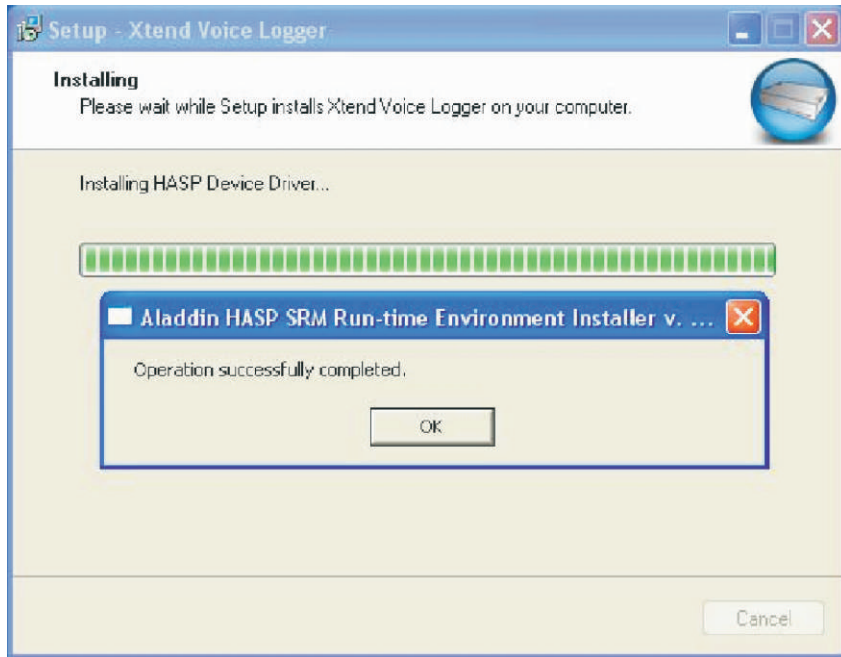 Setup - Xtend Voice Logger
Installing
Please wait while Setup installs Xtend Voice Logger on your computer.
Installing HASP Device Driver...
Aladdin HASP SRM Run-time Environment Installer v. ...
Operation successfully completed.
OK
Cancel